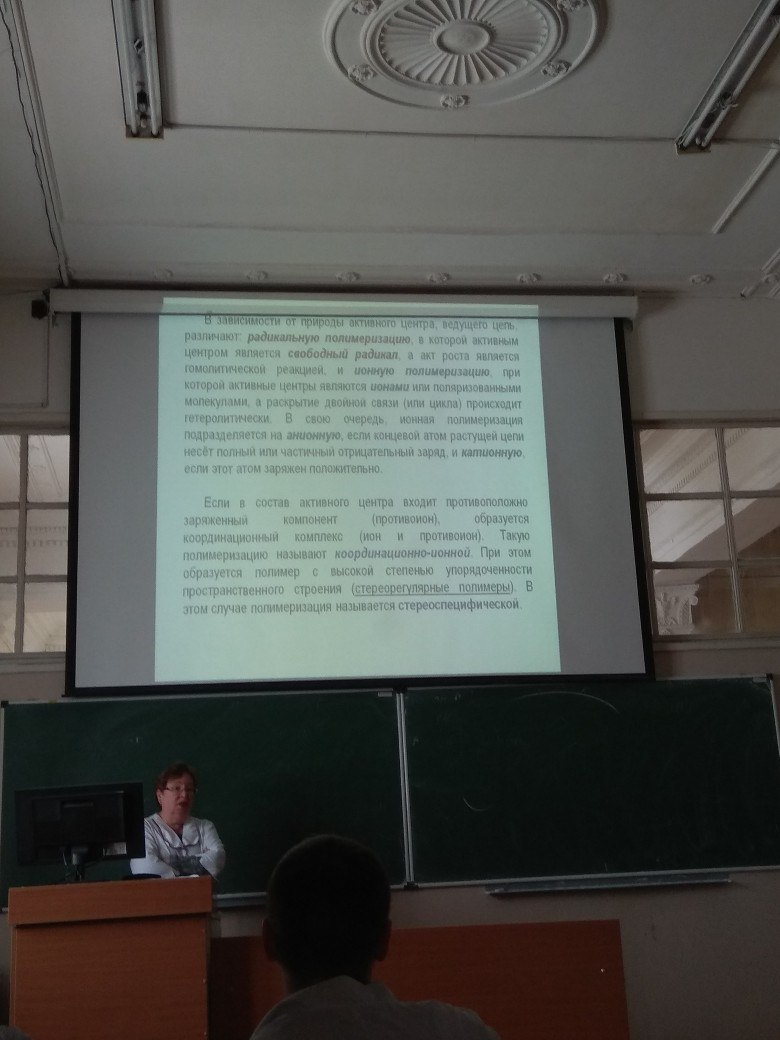 В зависимости от природы активного центра, ведущего цепь,
различают: радикальную полимеризацию, в которой активным
центром является свободный радикал, а акт роста является
гомолитической реакцией, и ионную полимеризацию, при
которой активные центры являются ионами или поляризованными
молекулами, а раскрытие двойной связи (или цикла) происходит
гетеролитически. В свою очередь, ионная полимеризация
подразделяется на анионную, если концевой атом растущей цепи
несёт полный или частичный отрицательный заряд, и катионную,
если этот атом заряжен положительно.
Если в состав активного центра входит противоположно
заряженный компонент (противоион), образуется
координационный комплекс (ион и противоион). Такую
полимеризацию называют координационно-ионной. При этом
образуется полимер с высокой степенью упорядоченности
пространственного строения (стереорегулярные полимеры). В
этом случае полимеризация называется стереоспецифической.